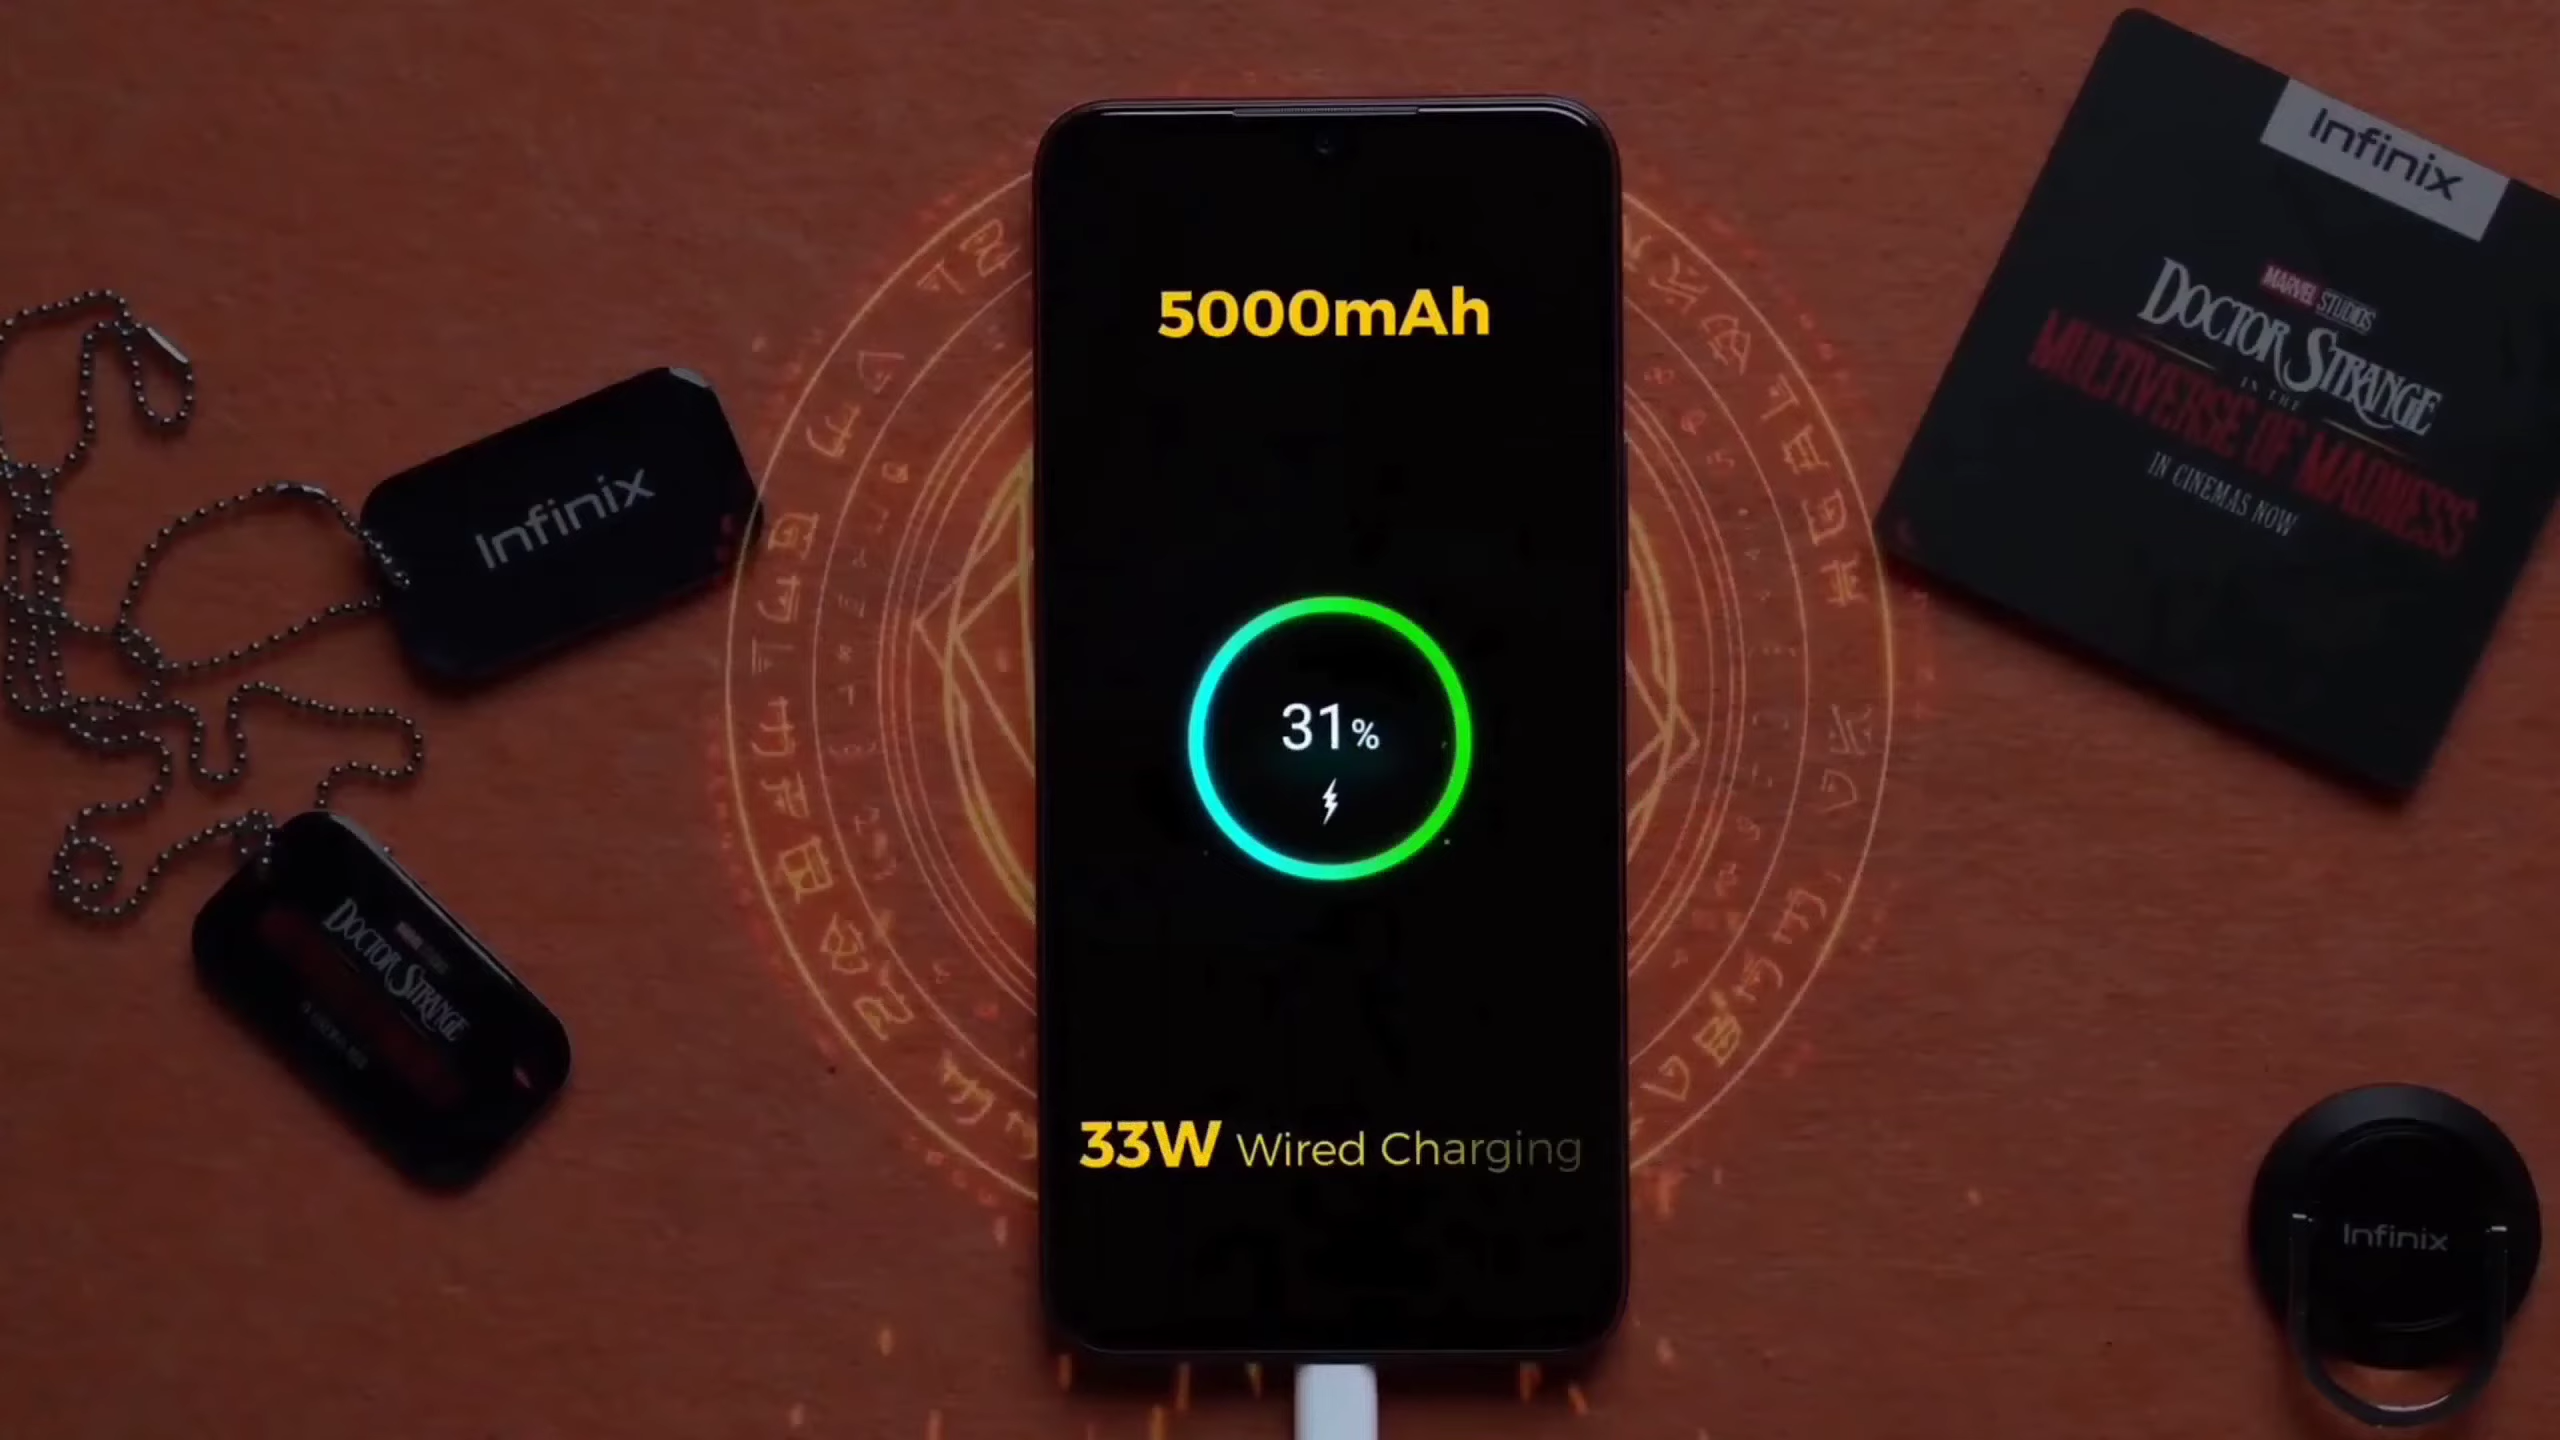 5000mAh
31%
33W Wired Charging
Infinix
DOCTOR STRANGE
Infinix
MARVEL STUDIOS
DOCTOR STRANGE
IN THE
MULTIVERSE OF MADNESS
IN CINEMAS NOW
Infinix